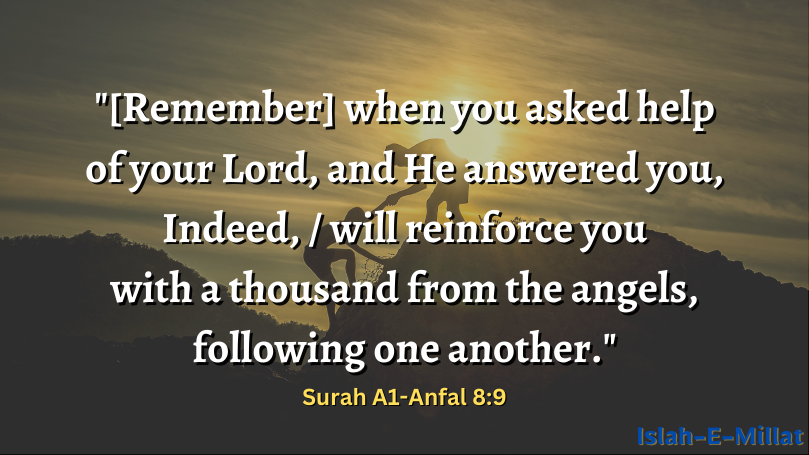 "[Remember] when you asked help
of your Lord, and He answered you,
Indeed, / will reinforce you
with a thousand from the angels,
following one another."
Surah A1-Anfal 8:9
Islah-E-Millat